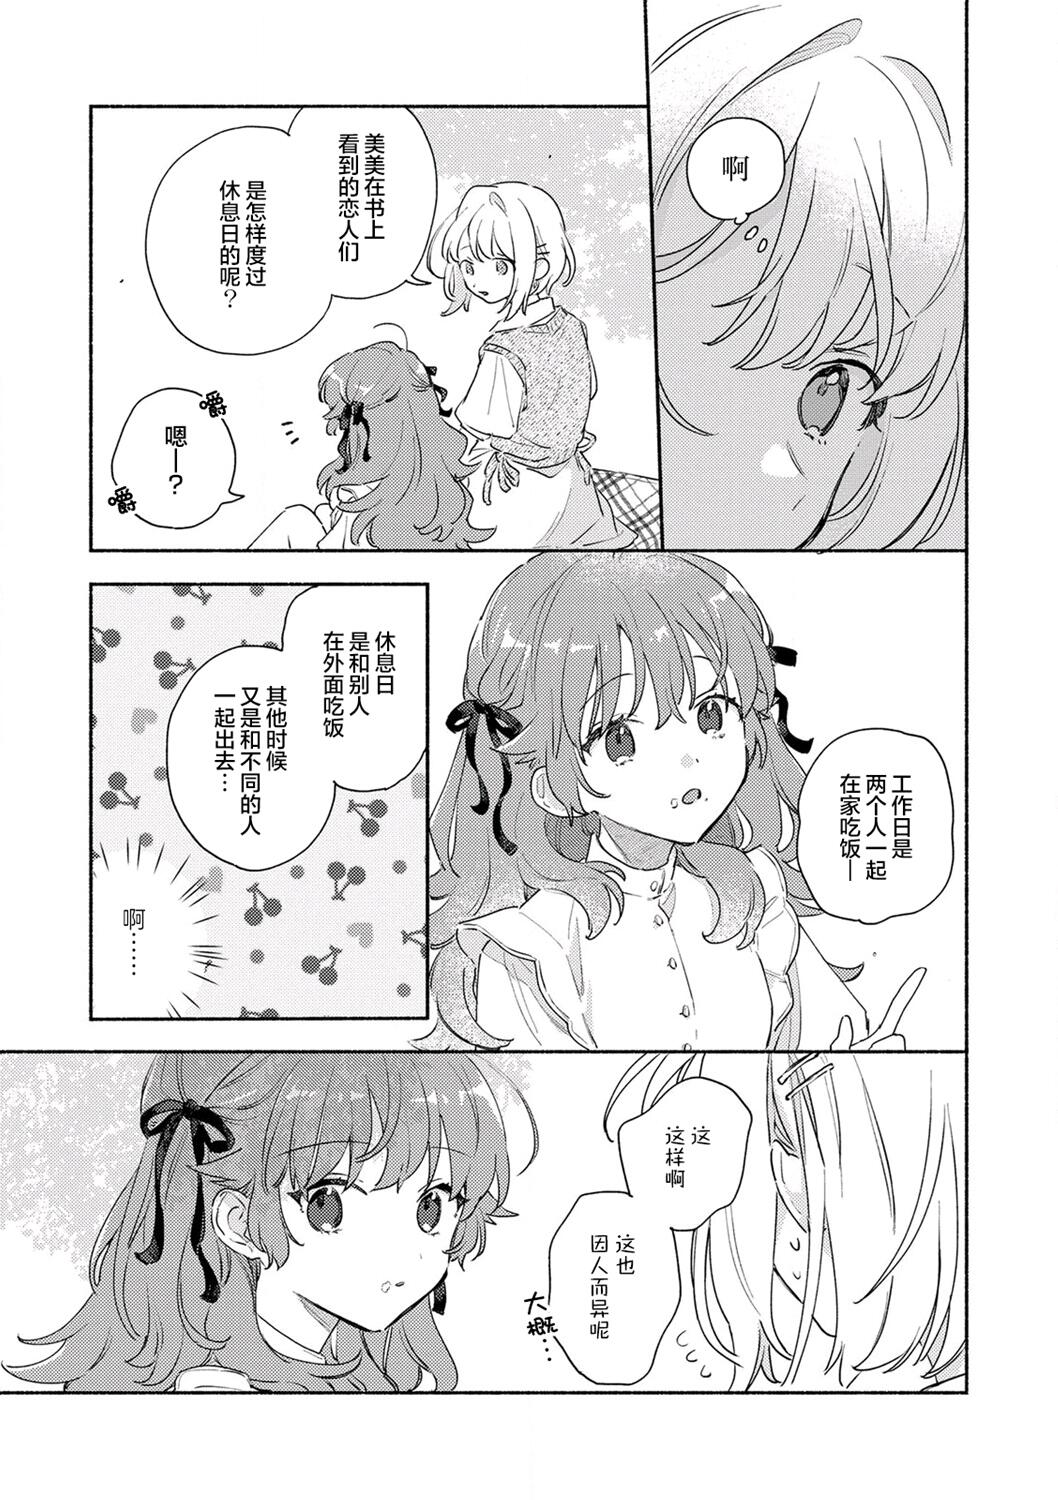 啊
美美在书上
看到的恋人们
是怎样度过
休息日的呢？
嚼
嗯ー？
嚼
工作日是
两个人一起
在家吃饭ー
休息日
是和别人
在外面吃饭
其他时候
又是和不同的人
一起出去…
啊……
这
这样啊
这也
因人而异呢
大概…